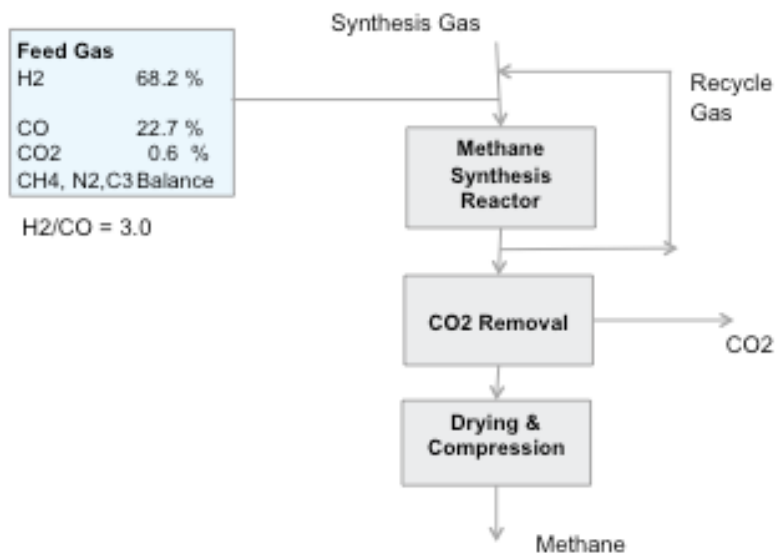 Synthesis Gas
Feed Gas
H2 68.2 %
CO 22.7 %
CO2 0.6 %
CH4, N2,C3 Balance
H2/CO = 3.0
Recycle
Gas
Methane
Synthesis
Reactor
CO2 Removal
CO2
Drying &
Compression
Methane